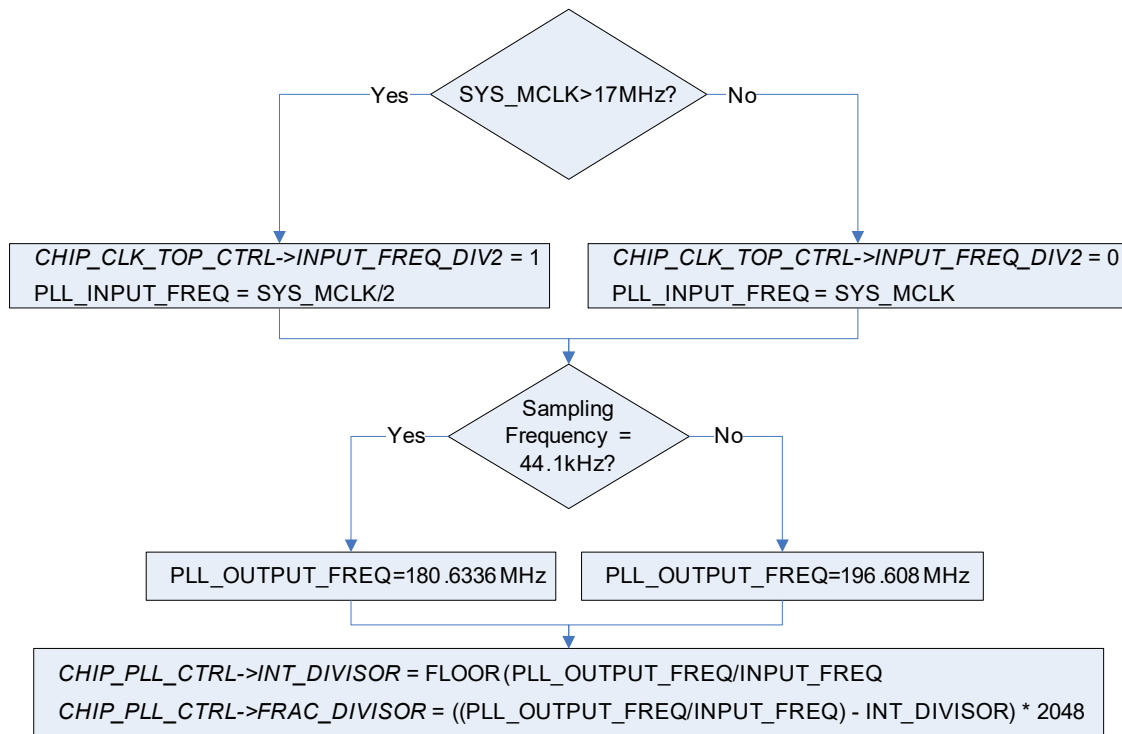 SYS_MCLK>17MHz?
Yes
No
CHIP_CLK_TOP_CTRL->INPUT_FREQ_DIV2 = 1
PLL_INPUT_FREQ = SYS_MCLK/2
CHIP_CLK_TOP_CTRL->INPUT_FREQ_DIV2 = 0
PLL_INPUT_FREQ = SYS_MCLK
Sampling
Frequency =
44.1kHz?
Yes
No
PLL_OUTPUT_FREQ=180.6336MHz
PLL_OUTPUT_FREQ=196.608MHz
CHIP_PLL_CTRL->INT_DIVISOR = FLOOR(PLL_OUTPUT_FREQ/INPUT_FREQ
CHIP_PLL_CTRL->FRAC_DIVISOR = ((PLL_OUTPUT_FREQ/INPUT_FREQ) - INT_DIVISOR) * 2048